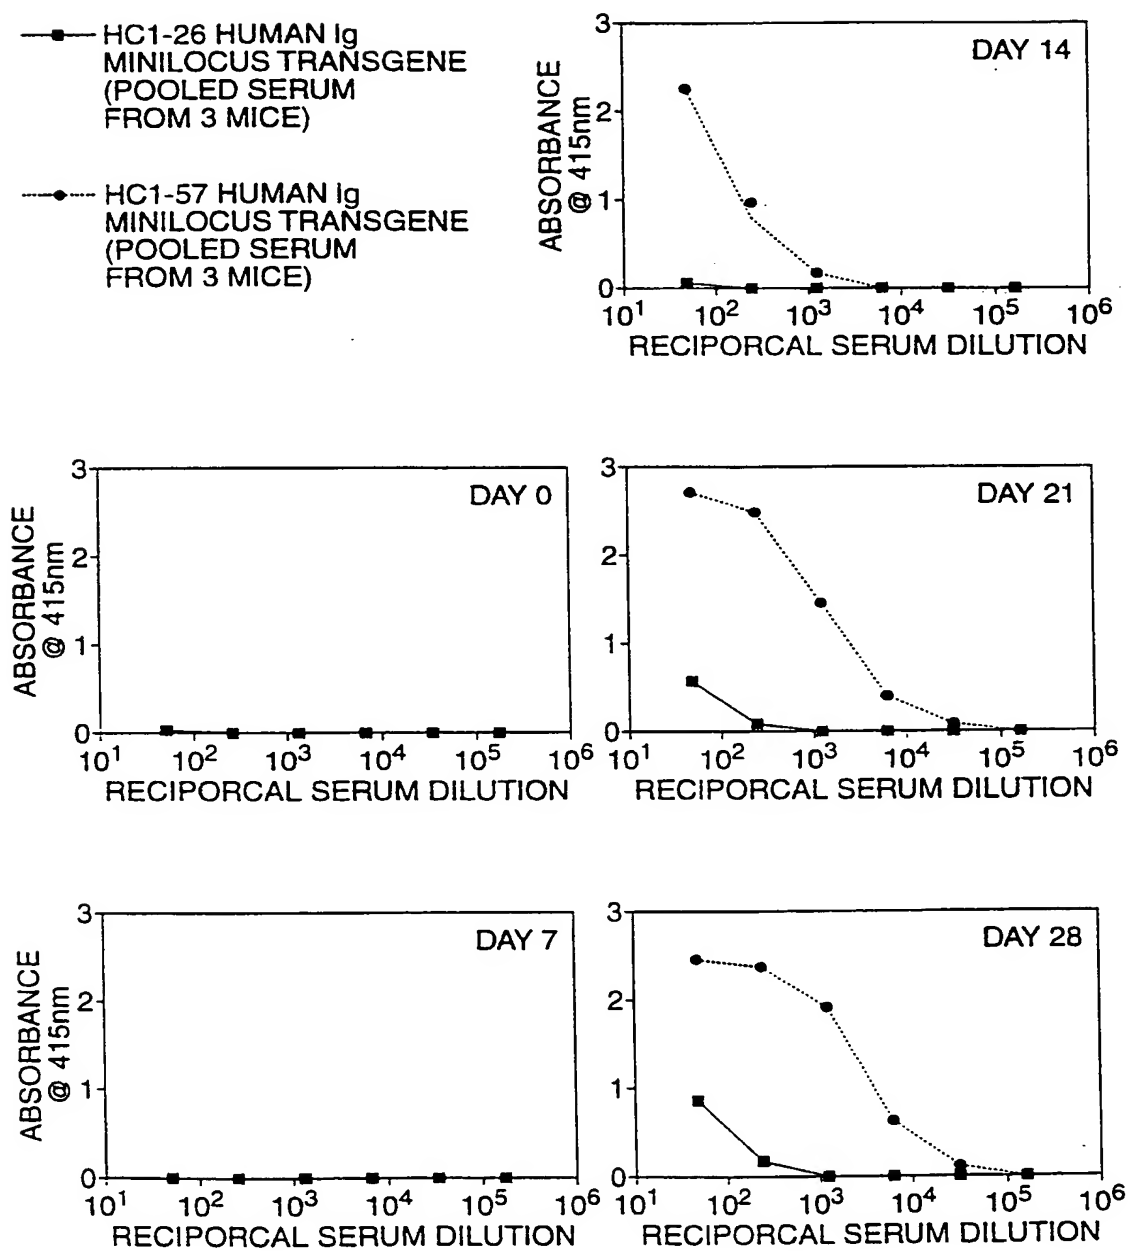 HC1-26 HUMAN Ig
MINILOCUS TRANSGENE
(POOLED SERUM
FROM 3 MICE)
HC1-57 HUMAN Ig
MINILOCUS TRANSGENE
(POOLED SERUM
FROM 3 MICE)
DAY 14
ABSORBANCE
@ 415nm
3
2
1
0
10¹ 10² 10³ 10⁴ 10⁵ 10⁶
RECIPORCAL SERUM DILUTION
DAY 0
ABSORBANCE
@ 415nm
3
2
1
0
10¹ 10² 10³ 10⁴ 10⁵ 10⁶
RECIPORCAL SERUM DILUTION
DAY 21
3
2
1
0
10¹ 10² 10³ 10⁴ 10⁵ 10⁶
RECIPORCAL SERUM DILUTION
DAY 7
ABSORBANCE
@ 415nm
3
2
1
0
10¹ 10² 10³ 10⁴ 10⁵ 10⁶
RECIPORCAL SERUM DILUTION
DAY 28
3
2
1
0
10¹ 10² 10³ 10⁴ 10⁵ 10⁶
RECIPORCAL SERUM DILUTION